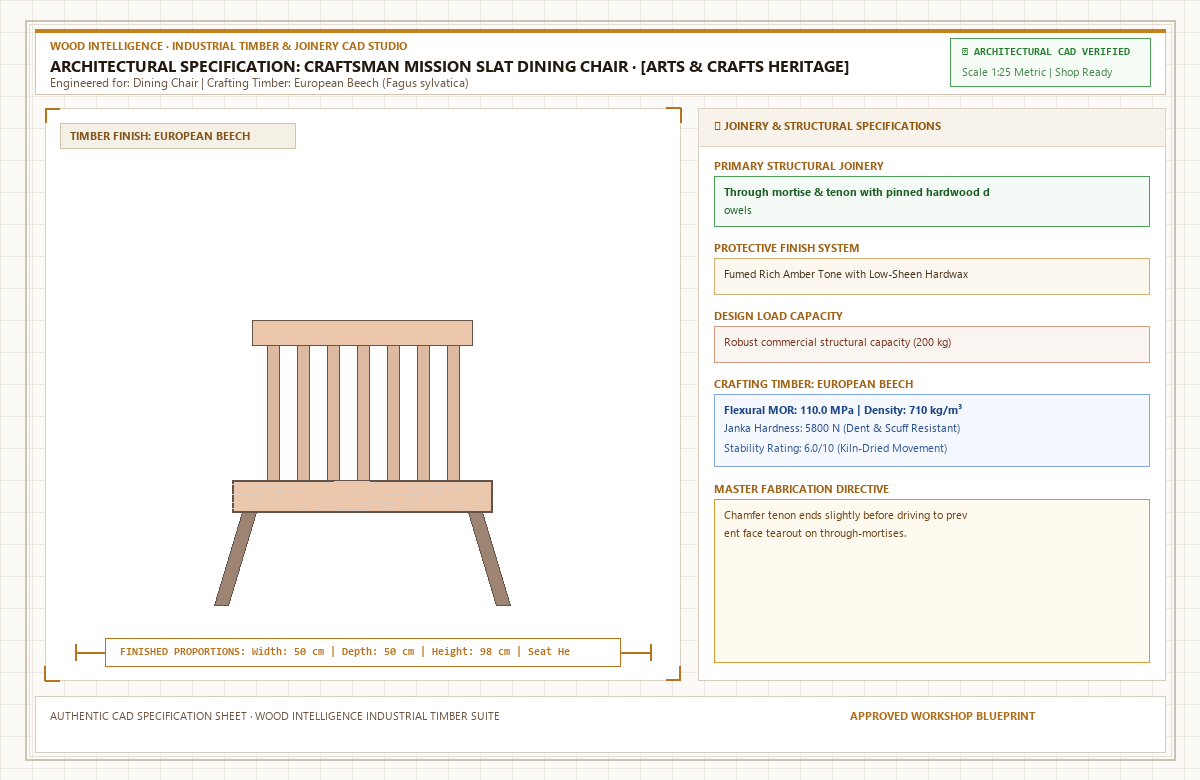 WOOD INTELLIGENCE · INDUSTRIAL TIMBER & JOINERY CAD STUDIO
ARCHITECTURAL SPECIFICATION: CRAFTSMAN MISSION SLAT DINING CHAIR · [ARTS & CRAFTS HERITAGE]
Engineered for: Dining Chair | Crafting Timber: European Beech (Fagus sylvatica)
ARCHITECTURAL CAD VERIFIED
Scale 1:25 Metric | Shop Ready
TIMBER FINISH: EUROPEAN BEECH
FINISHED PROPORTIONS: Width: 50 cm | Depth: 50 cm | Height: 98 cm | Seat He
JOINERY & STRUCTURAL SPECIFICATIONS
PRIMARY STRUCTURAL JOINERY
Through mortise & tenon with pinned hardwood d
owels
PROTECTIVE FINISH SYSTEM
Fumed Rich Amber Tone with Low-Sheen Hardwax
DESIGN LOAD CAPACITY
Robust commercial structural capacity (200 kg)
CRAFTING TIMBER: EUROPEAN BEECH
Flexural MOR: 110.0 MPa | Density: 710 kg/m³
Janka Hardness: 5800 N (Dent & Scuff Resistant)
Stability Rating: 6.0/10 (Kiln-Dried Movement)
MASTER FABRICATION DIRECTIVE
Chamfer tenon ends slightly before driving to prev
ent face tearout on through-mortises.
AUTHENTIC CAD SPECIFICATION SHEET · WOOD INTELLIGENCE INDUSTRIAL TIMBER SUITE
APPROVED WORKSHOP BLUEPRINT